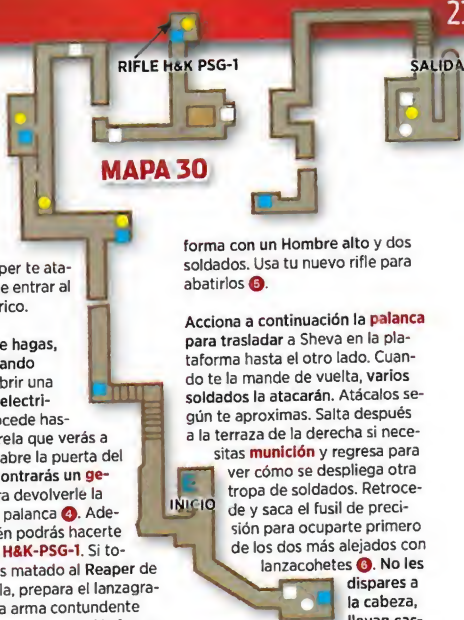 RIFLE H&K PSG-1
SALIDA
MAPA 30
per te ata-
e entrar al
rico.
e hagas,
ando
brir una
electri-
ocede has-
rela que verás a
abre la puerta del
ontrarás un ge-
ra devolverle la
palanca 4. Ade-
én podrás hacerte
H&K-PSG-1. Si to-
s matado al Reaper de
la, prepara el lanzagra-
a arma contundente
INICIO
forma con un Hombre alto y dos
soldados. Usa tu nuevo rifle para
abatirlos 5.
Acciona a continuación la palanca
para trasladar a Sheva en la pla-
taforma hasta el otro lado. Cuan-
do te la mande de vuelta, varios
soldados la atacarán. Atácalos se-
gún te aproximas. Salta después
a la terraza de la derecha si nece-
sitas munición y regresa para
ver cómo se despliega otra
tropa de soldados. Retroce-
de y saca el fusil de preci-
sión para ocuparte primero
de los dos más alejados con
lanzacohetes 6. No les
dispares a
la cabeza,
llevan cas-